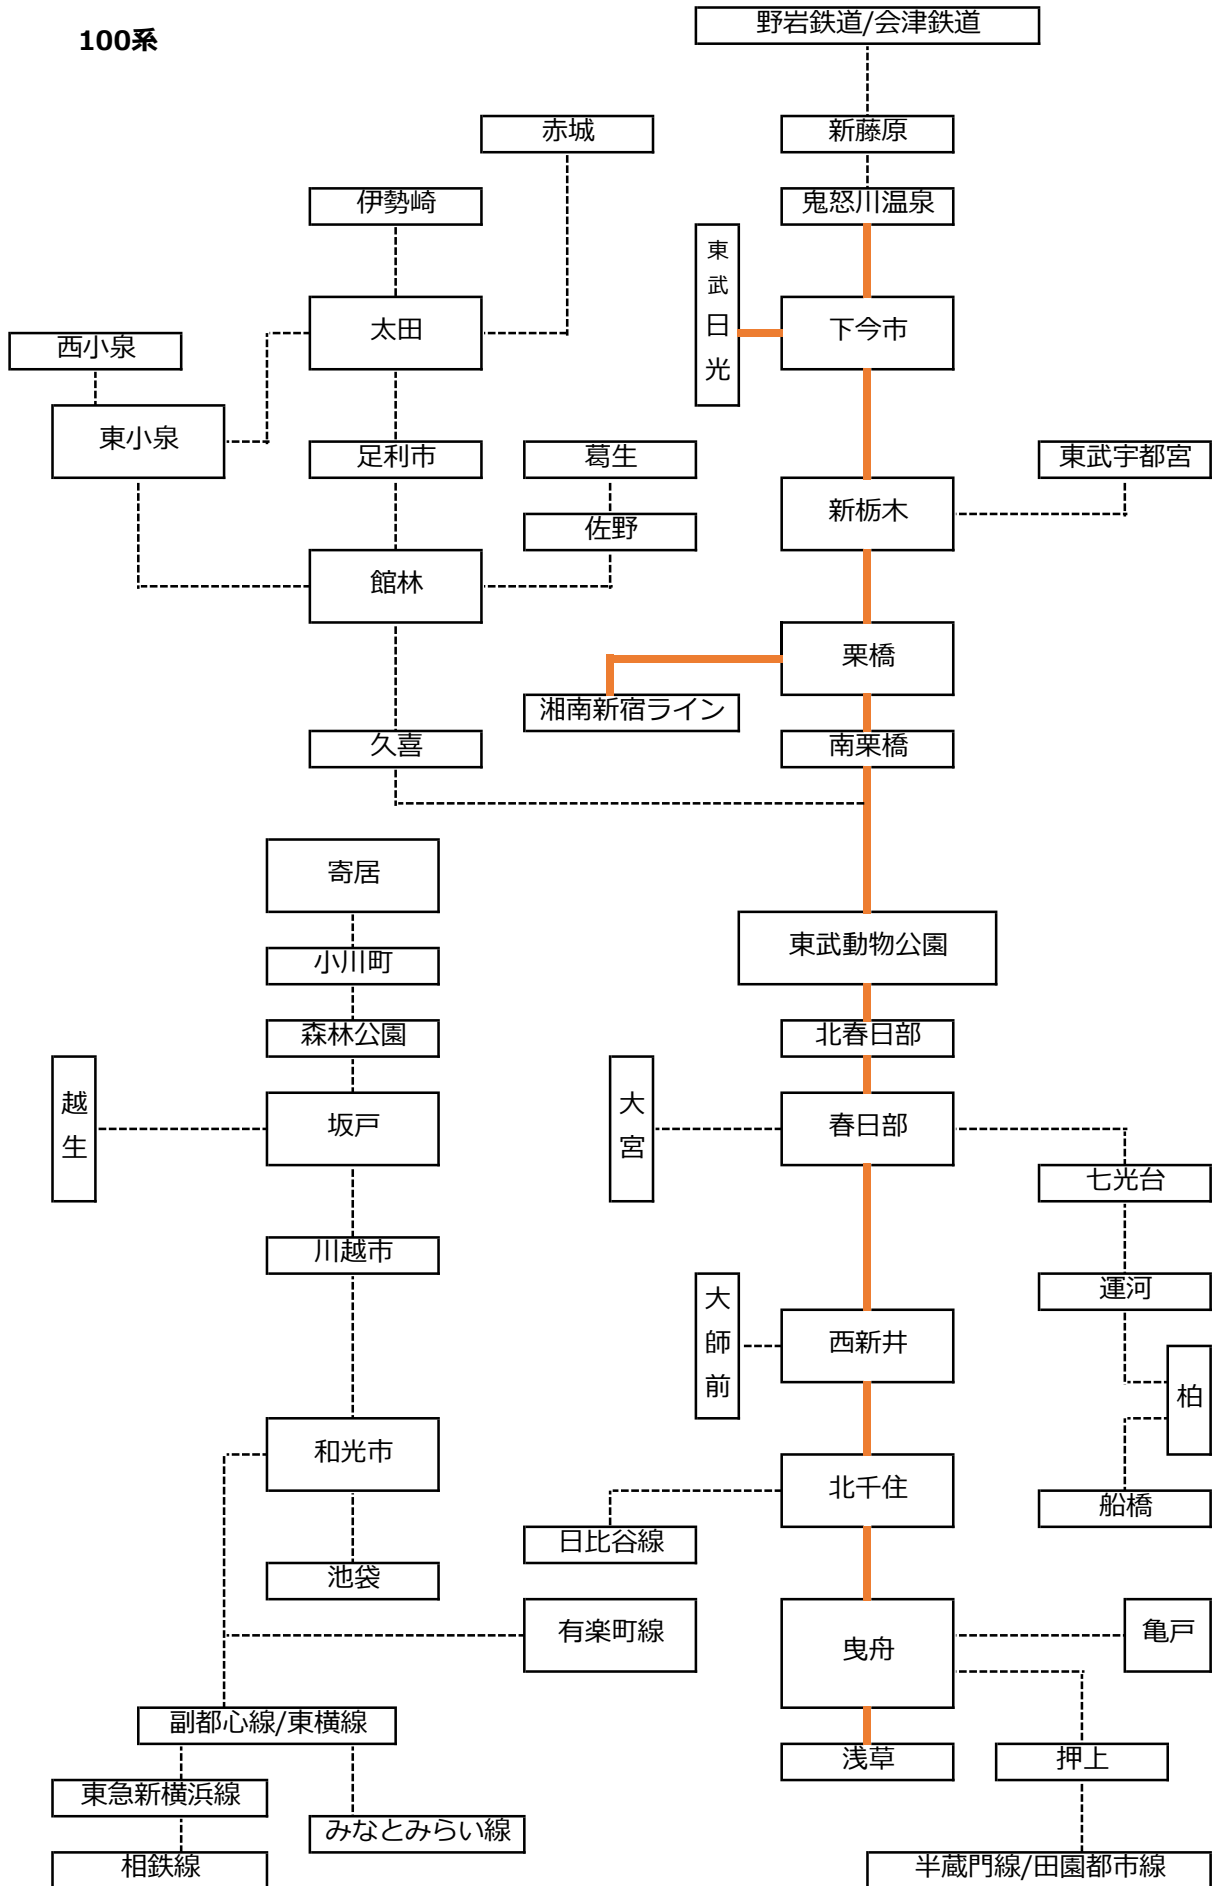 100系
野岩鉄道/会津鉄道
赤城
新藤原
伊勢崎
鬼怒川温泉
東武日光
太田
下今市
西小泉
東小泉
足利市
葛生
東武宇都宮
新栃木
佐野
館林
栗橋
湘南新宿ライン
久喜
南栗橋
寄居
東武動物公園
小川町
森林公園
北春日部
越生
坂戸
大宮
春日部
七光台
川越市
運河
大師前
西新井
柏
和光市
北千住
船橋
日比谷線
池袋
有楽町線
曳舟
亀戸
副都心線/東横線
浅草
押上
東急新横浜線
みなとみらい線
相鉄線
半蔵門線/田園都市線